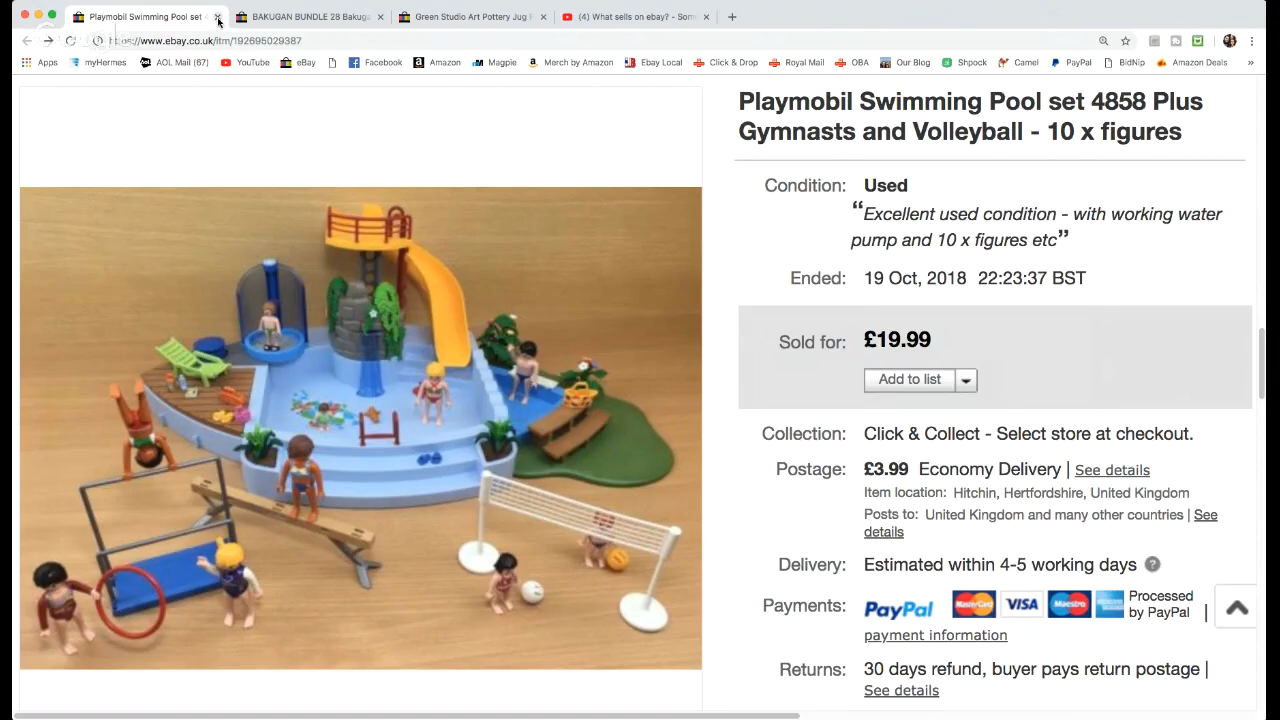 Playmobil Swimming Pool set 4
BAKUGAN BUNDLE 28 Bakuga
Green Studio Art Pottery Jug P
(4) What sells on ebay? - Som
https://www.ebay.co.uk/itm/192695029387
Apps
myHermes
AOL Mail (67)
YouTube
eBay
Facebook
Amazon
Magpie
Merch by Amazon
Ebay Local
Click & Drop
Royal Mail
OBA
Our Blog
Shpock
Camel
PayPal
BidNip
Amazon Deals
»
Playmobil Swimming Pool set 4858 Plus
Gymnasts and Volleyball - 10 x figures
Condition: Used
“Excellent used condition - with working water
pump and 10 x figures etc”
Ended: 19 Oct, 2018 22:23:37 BST
Sold for: £19.99
Add to list
Collection: Click & Collect - Select store at checkout.
Postage: £3.99 Economy Delivery | See details
Item location: Hitchin, Hertfordshire, United Kingdom
Posts to: United Kingdom and many other countries | See
details
Delivery: Estimated within 4-5 working days
Payments: PayPal MasterCard VISA Maestro Processed
by PayPal |
payment information
Returns: 30 days refund, buyer pays return postage |
See details